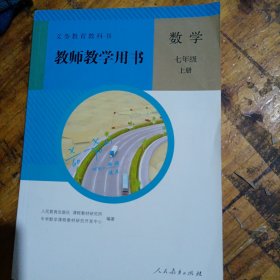 义务教育教科书
教师教学用书
数学
七年级
上册
人民教育出版社 课程教材研究所
中学数学课程教材研究开发中心
编著
人民教育出版社